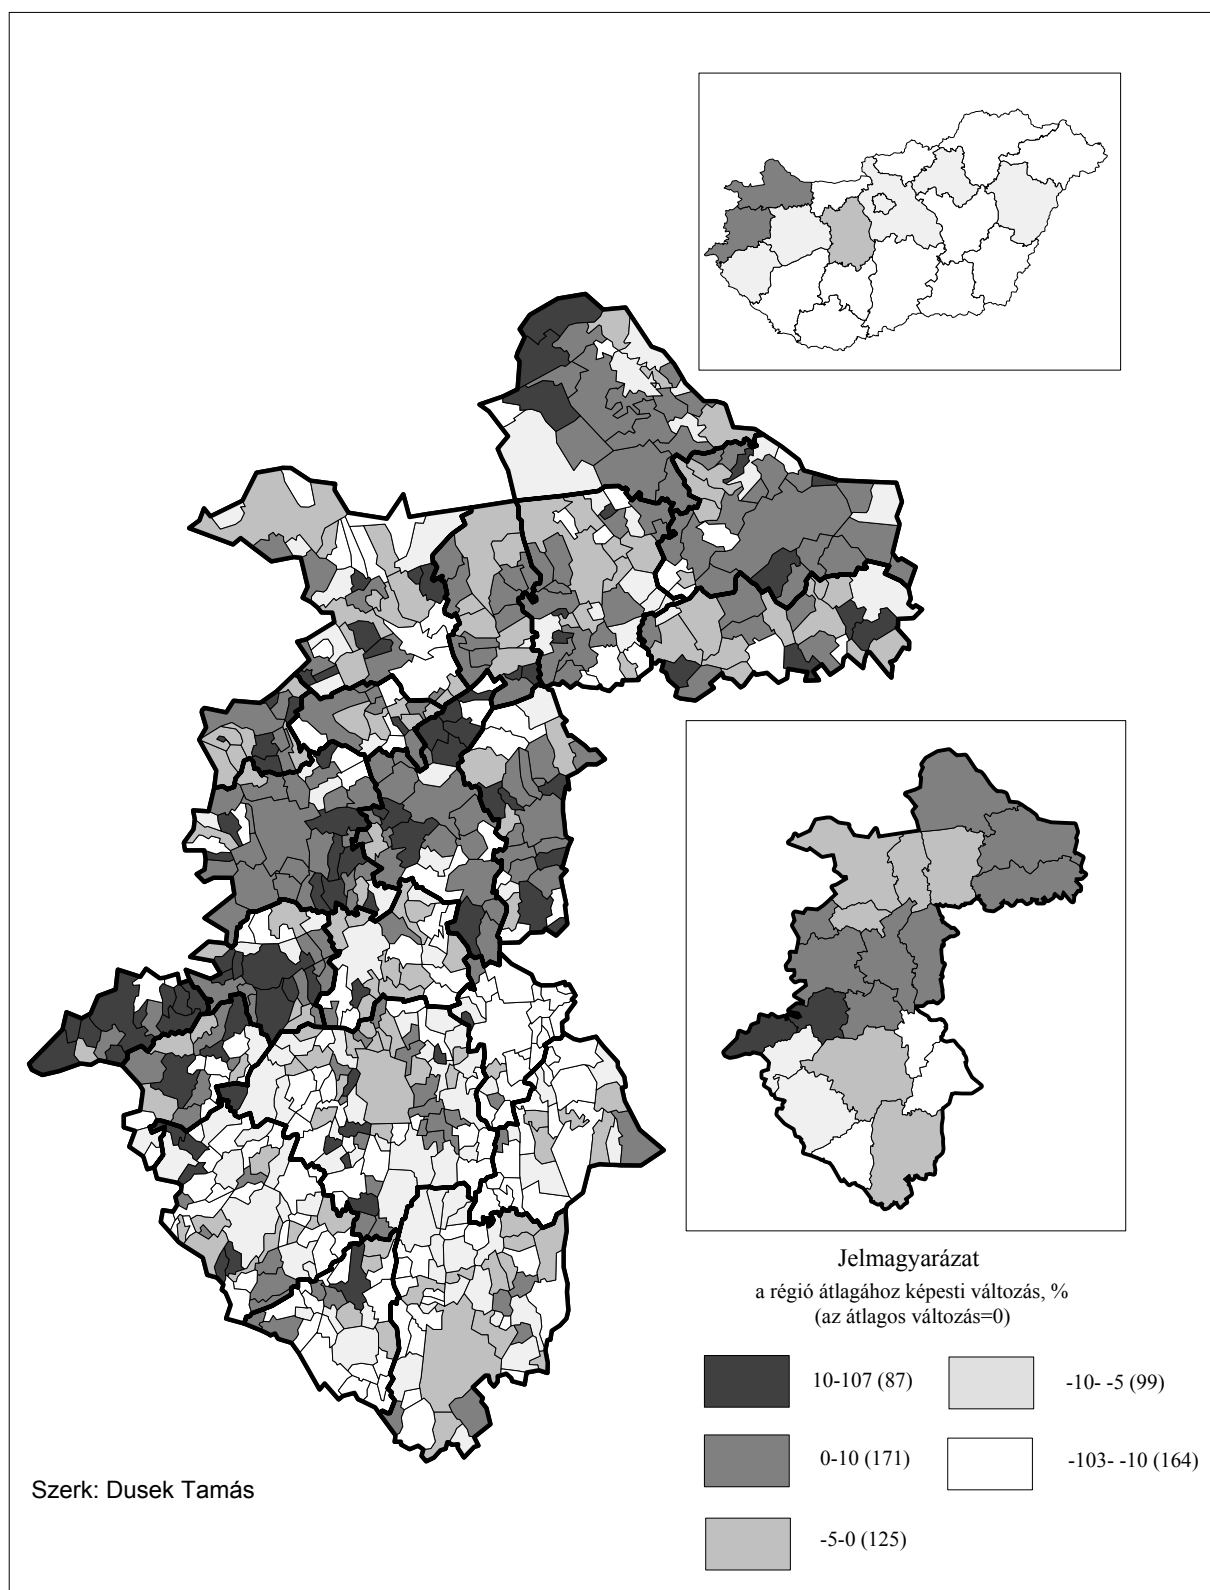 Jelmagyarázat
a régió átlagához képesti változás, %
(az átlagos változás=0)
10-107 (87)
-10- -5 (99)
0-10 (171)
-103- -10 (164)
-5-0 (125)
Szerk: Dusek Tamás